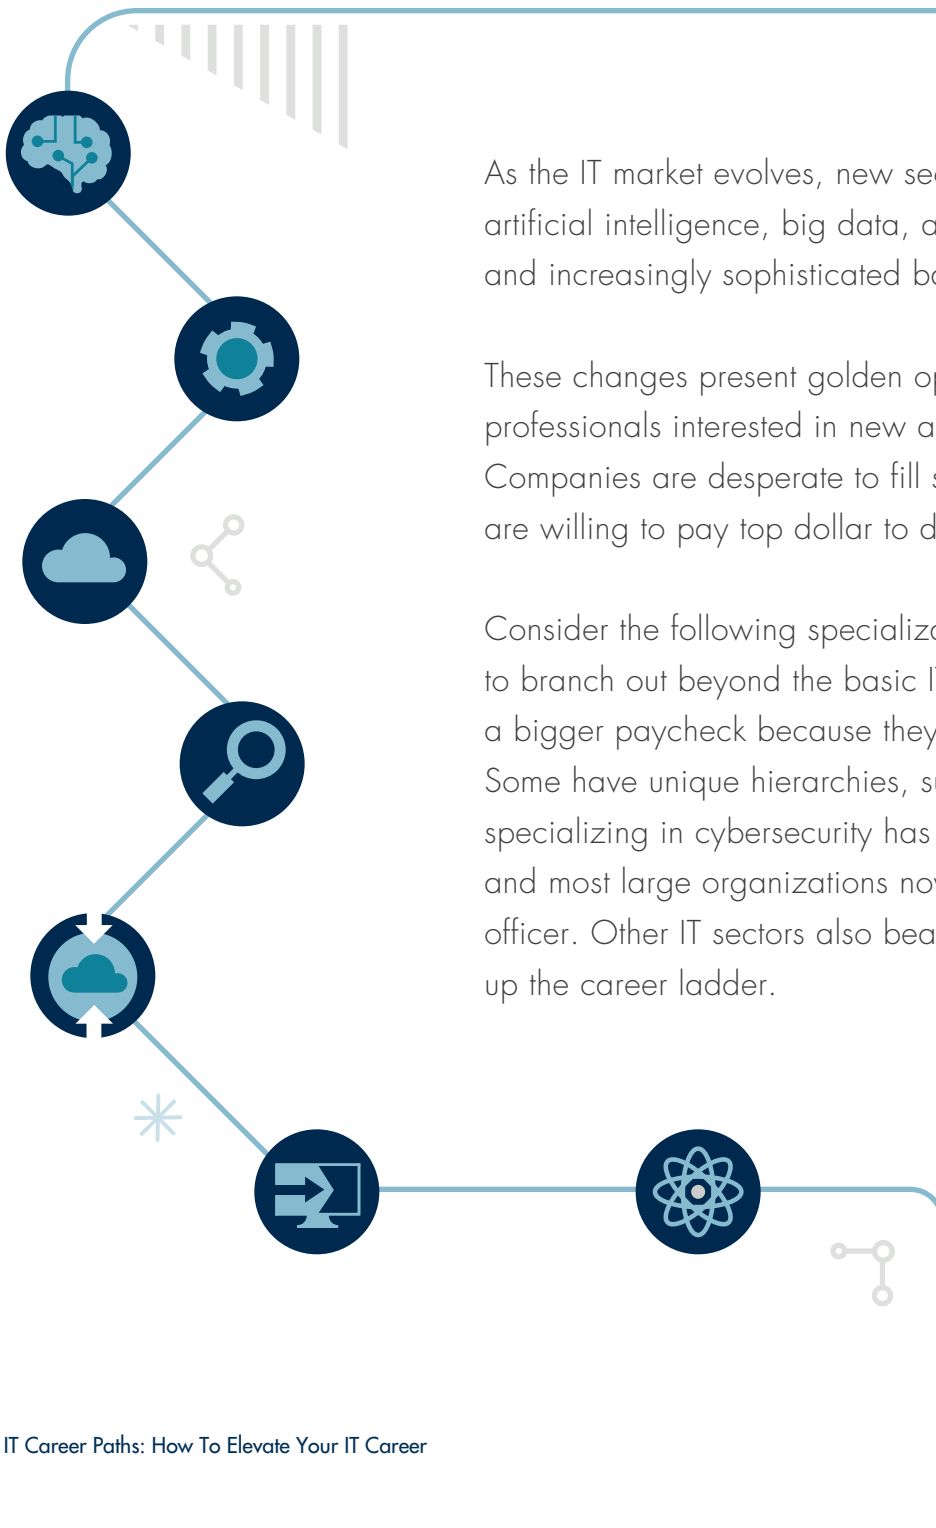 As the IT market evolves, new
artificial intelligence, big data,
and increasingly sophisticated
These changes present golden
professionals interested in new
Companies are desperate to fill
are willing to pay top dollar to
Consider the following
to branch out beyond the basic IT
a bigger paycheck because they
Some have unique hierarchies,
specializing in cybersecurity has
and most large organizations
officer. Other IT sectors also
up the career ladder.
IT Career Paths: How To Elevate Your IT Career